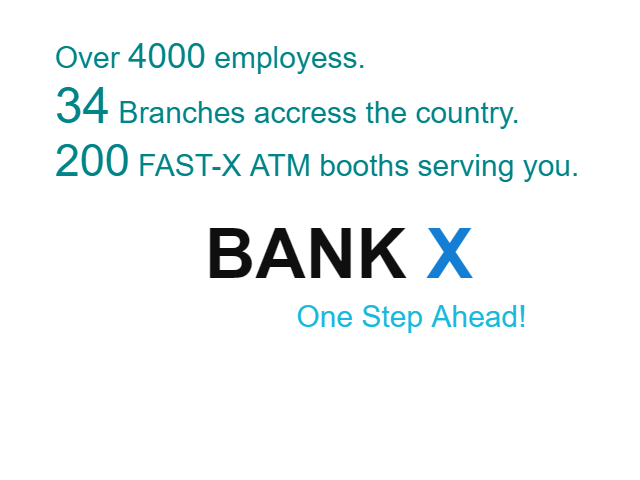 Over 4000 employess.
34 Branches accress the country.
200 FAST-X ATM booths serving you.
BANK X
One Step Ahead!